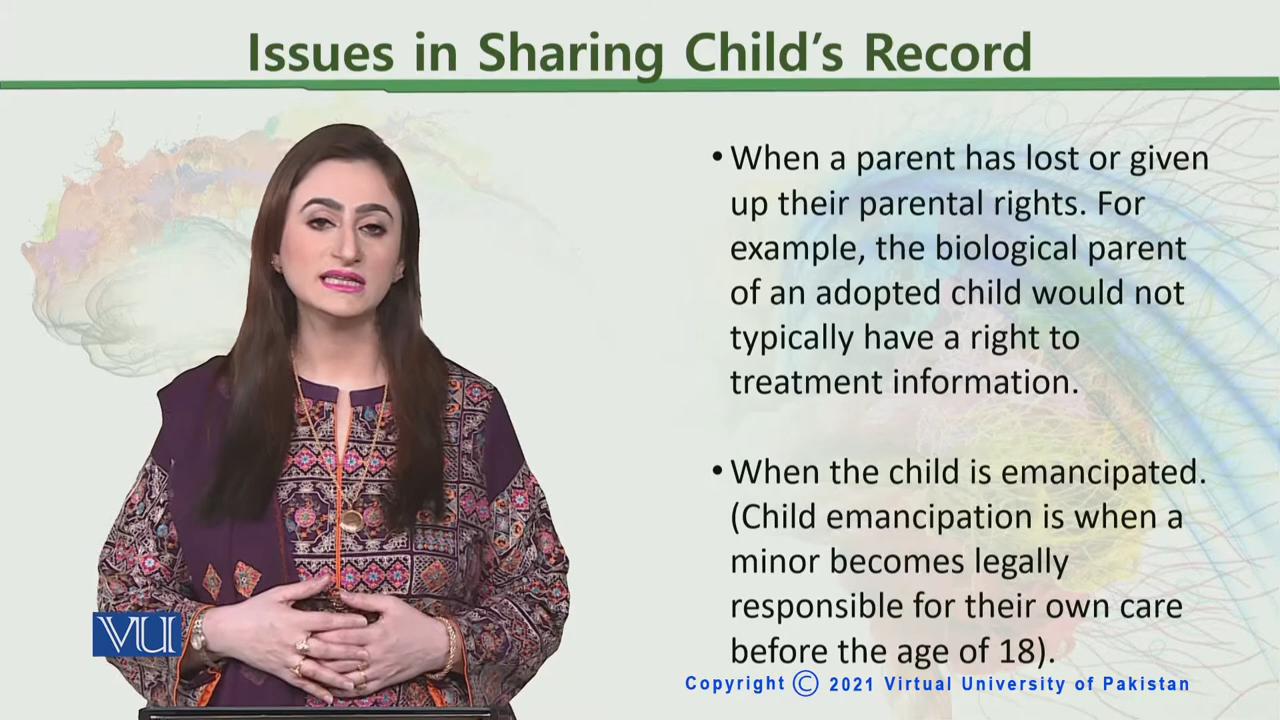 Issues in Sharing Child's Record
• When a parent has lost or given
up their parental rights. For
example, the biological parent
of an adopted child would not
typically have a right to
treatment information.
• When the child is emancipated.
(Child emancipation is when a
minor becomes legally
responsible for their own care
before the age of 18).
VU
Copyright © 2021 Virtual University of Pakistan